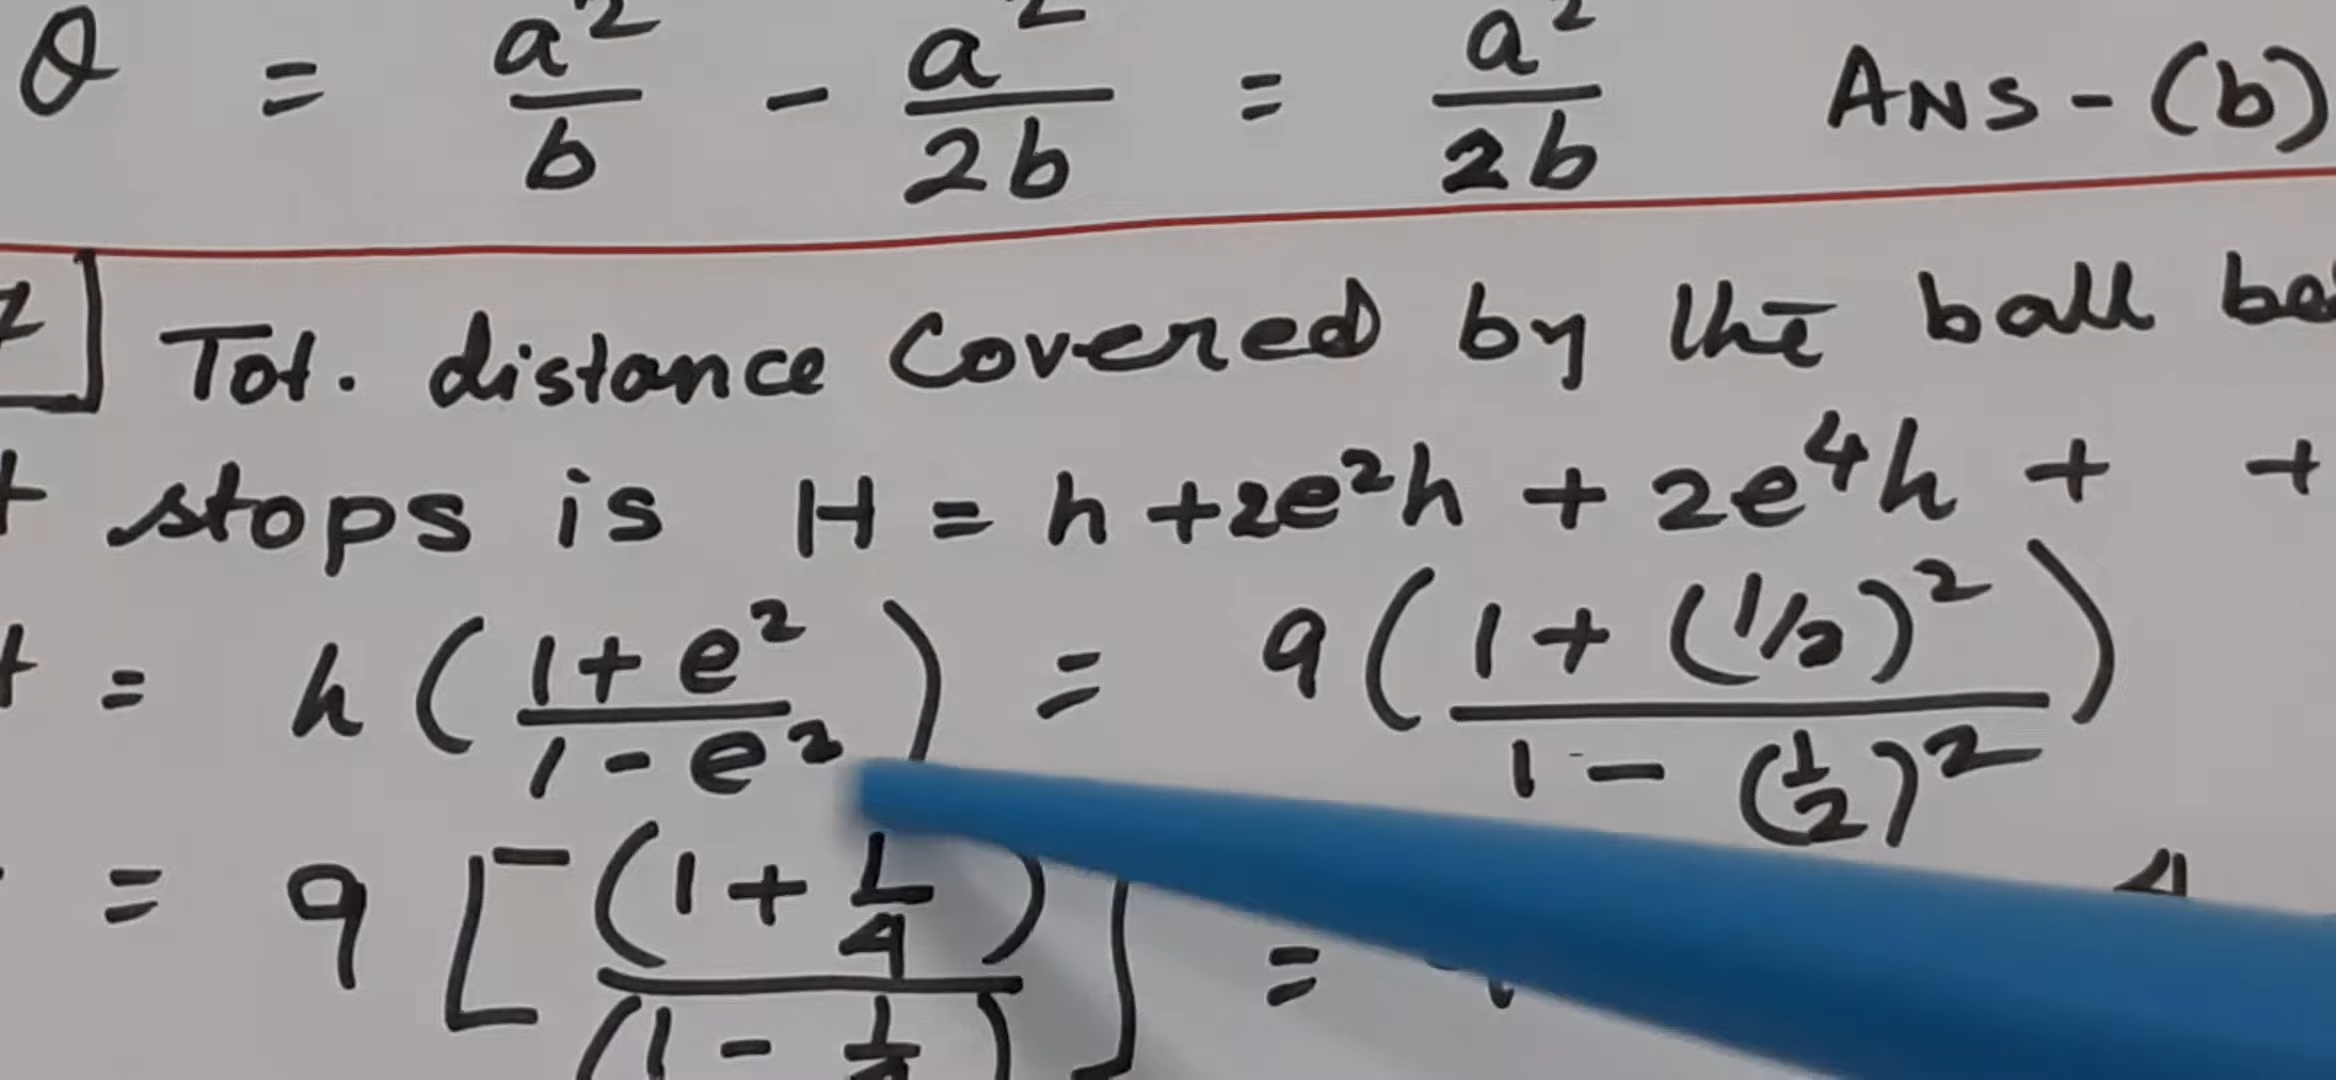 θ = a²/b - a²/2b = a²/2b ANS - (b)
Tot. distance Covered by the ball
stops is H = h + 2e²h + 2e⁴h + +
= h ( 1 + e² / 1 - e² ) = 9 ( 1 + (1/2)² / 1 - (1/2)² )
= 9 [ (1 + 1/4) / (1 - 1/4) ] =